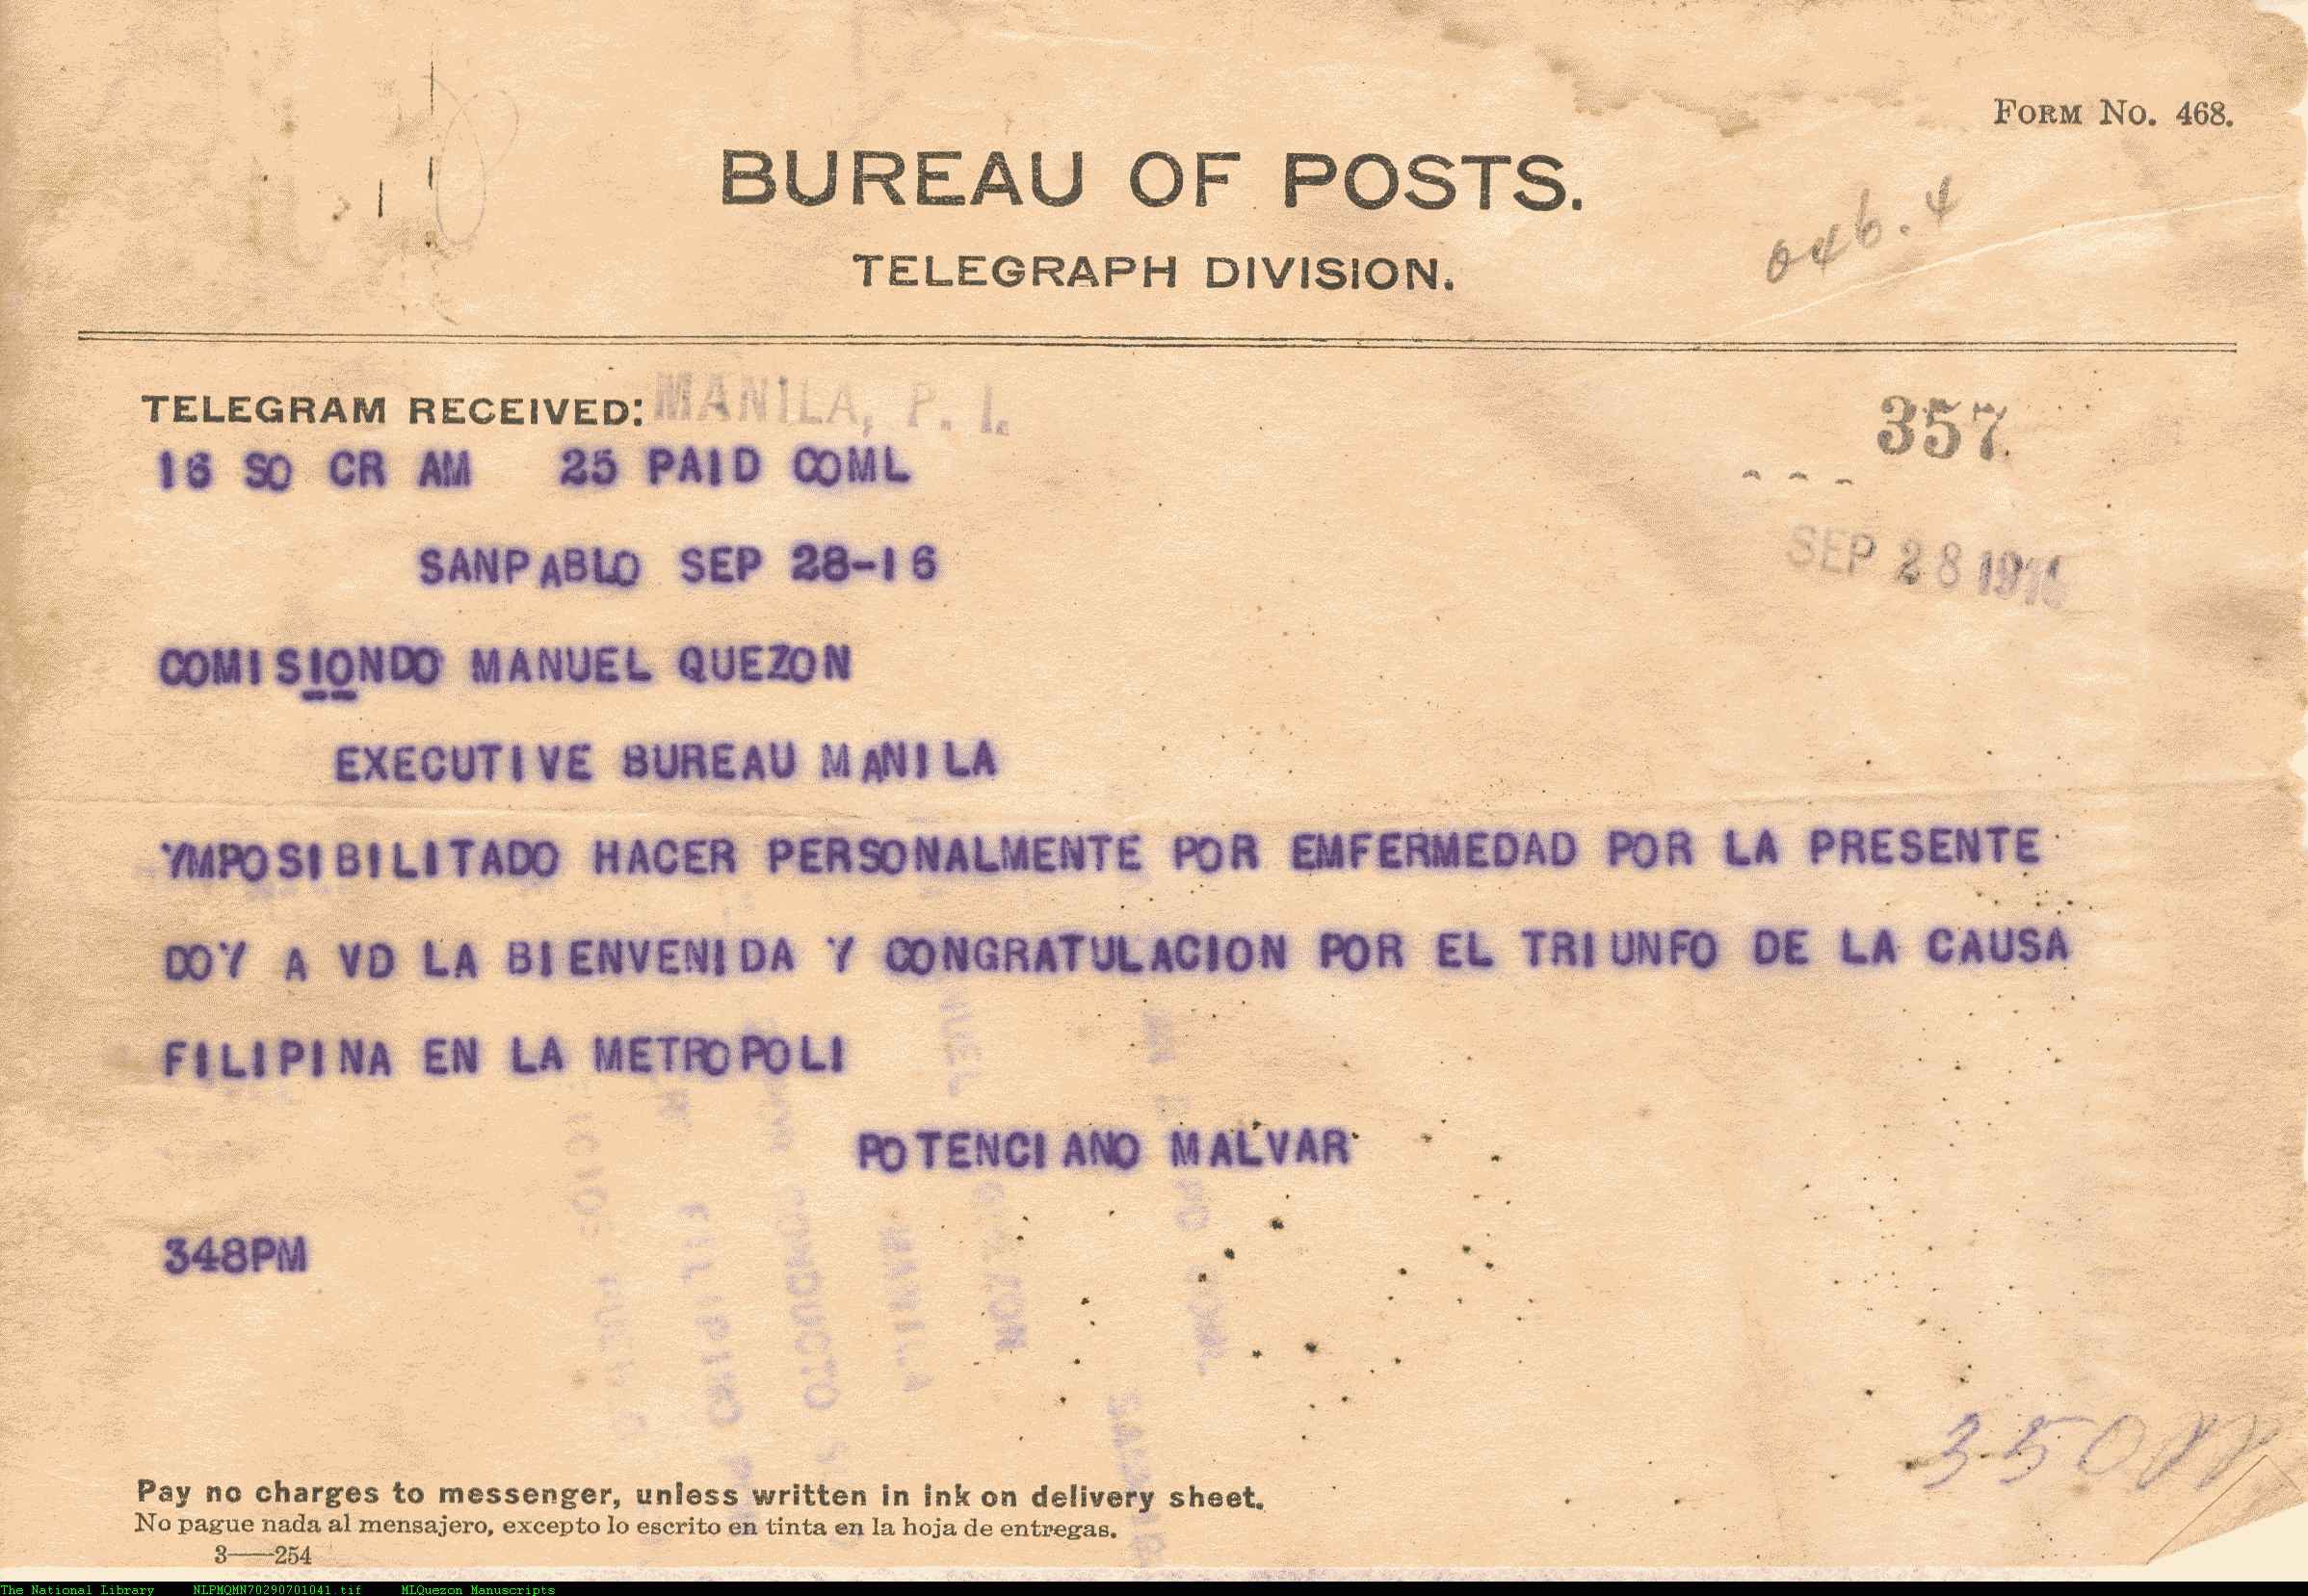 FORM No. 468.
BUREAU OF POSTS.
046.4
TELEGRAPH DIVISION.
TELEGRAM RECEIVED: MANILA, P. I.
357
16 SO CR AM 25 PAID COML
SANPABLO SEP 28-16
SEP 28 1916
COMISIONDO MANUEL QUEZON
EXECUTIVE BUREAU MANILA
YMPOSIBILITADO HACER PERSONALMENTE POR EMFERMEDAD POR LA PRESENTE
DOY A VD LA BIENVENIDA Y CONGRATULACION POR EL TRIUNFO DE LA CAUSA
FILIPINA EN LA METROPOLI
POTENCIANO MALVAR
348PM
Pay no charges to messenger, unless written in ink on delivery sheet.
No pague nada al mensajero, excepto lo escrito en tinta en la hoja de entregas.
3——254
The National Library NLPMQMN70290701041.tif MLQuezon Manuscripts